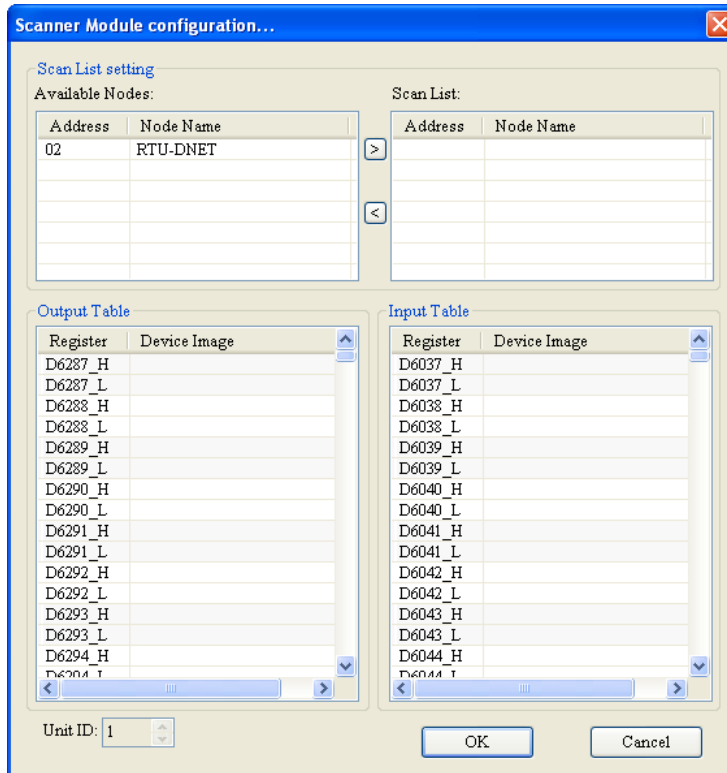 Scanner Module configuration...
Scan List setting
Available Nodes:
Address Node Name
02 RTU-DNET
>
<
Scan List:
Address Node Name
Output Table
Register Device Image
D6287_H
D6287_L
D6288_H
D6288_L
D6289_H
D6289_L
D6290_H
D6290_L
D6291_H
D6291_L
D6292_H
D6292_L
D6293_H
D6293_L
D6294_H
D6294_L
Input Table
Register Device Image
D6037_H
D6037_L
D6038_H
D6038_L
D6039_H
D6039_L
D6040_H
D6040_L
D6041_H
D6041_L
D6042_H
D6042_L
D6043_H
D6043_L
D6044_H
D6044_L
Unit ID: 1
OK
Cancel